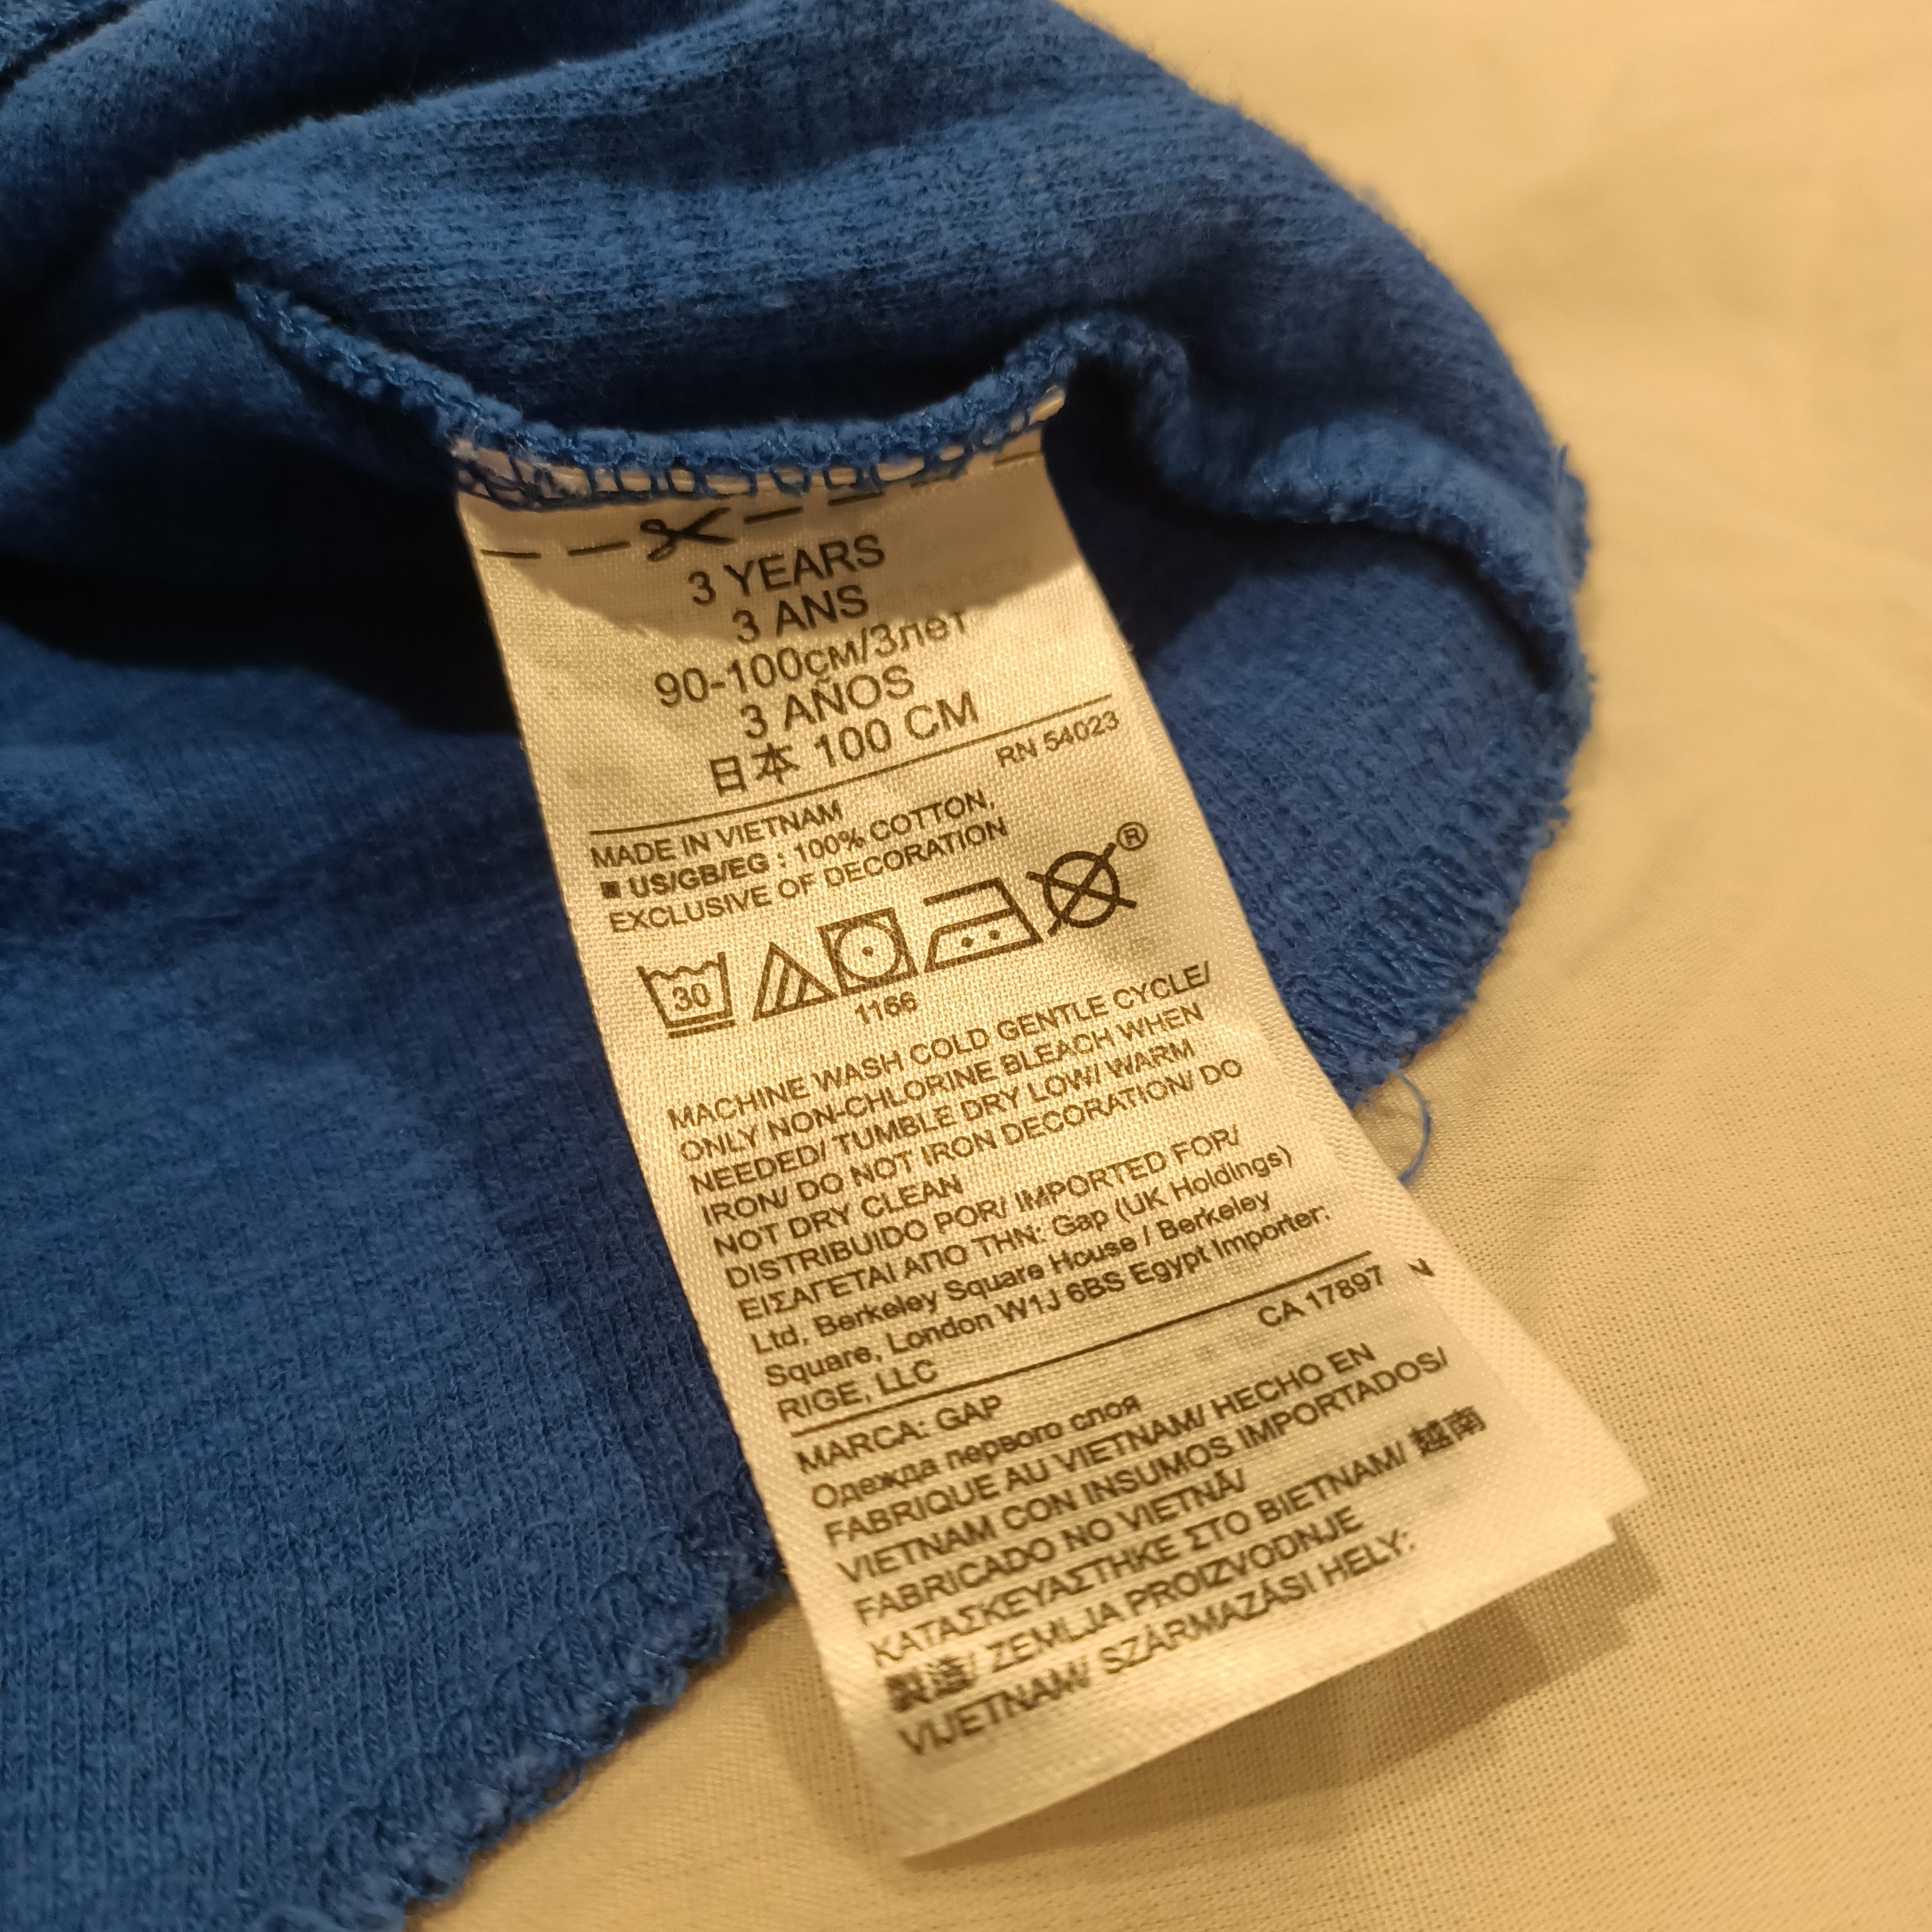 3 YEARS
3 ANS
90-100см/3лет
3 AÑOS
日本 100 CM
RN 54023
MADE IN VIETNAM
■ US/GB/EG : 100% COTTON,
EXCLUSIVE OF DECORATION
30
®
1166
MACHINE WASH COLD GENTLE CYCLE/
ONLY NON-CHLORINE BLEACH WHEN
NEEDED/ TUMBLE DRY LOW/ WARM
IRON/ DO NOT IRON DECORATION/ DO
NOT DRY CLEAN
DISTRIBUIDO POR/ IMPORTED FOR/
ΕΙΣΑΓΕΤΑΙ ΑΠΟ ΤΗΝ: Gap (UK Holdings)
Ltd, Berkeley Square House / Berkeley
Square, London W1J 6BS Egypt Importer:
RIGE, LLC
CA 17897 N
MARCA: GAP
Одежда первого слоя
FABRIQUE AU VIETNAM/ HECHO EN
VIETNAM CON INSUMOS IMPORTADOS/
FABRICADO NO VIETNÃ/
ΚΑΤΑΣΚΕΥΑΣΤΗΚΕ ΣΤΟ ΒΙΕΤΝΑΜ/ 越南
製造/ ZEMLJA PROIZVODNJE
VIJETNAM/ SZÁRMAZÁSI HELY: